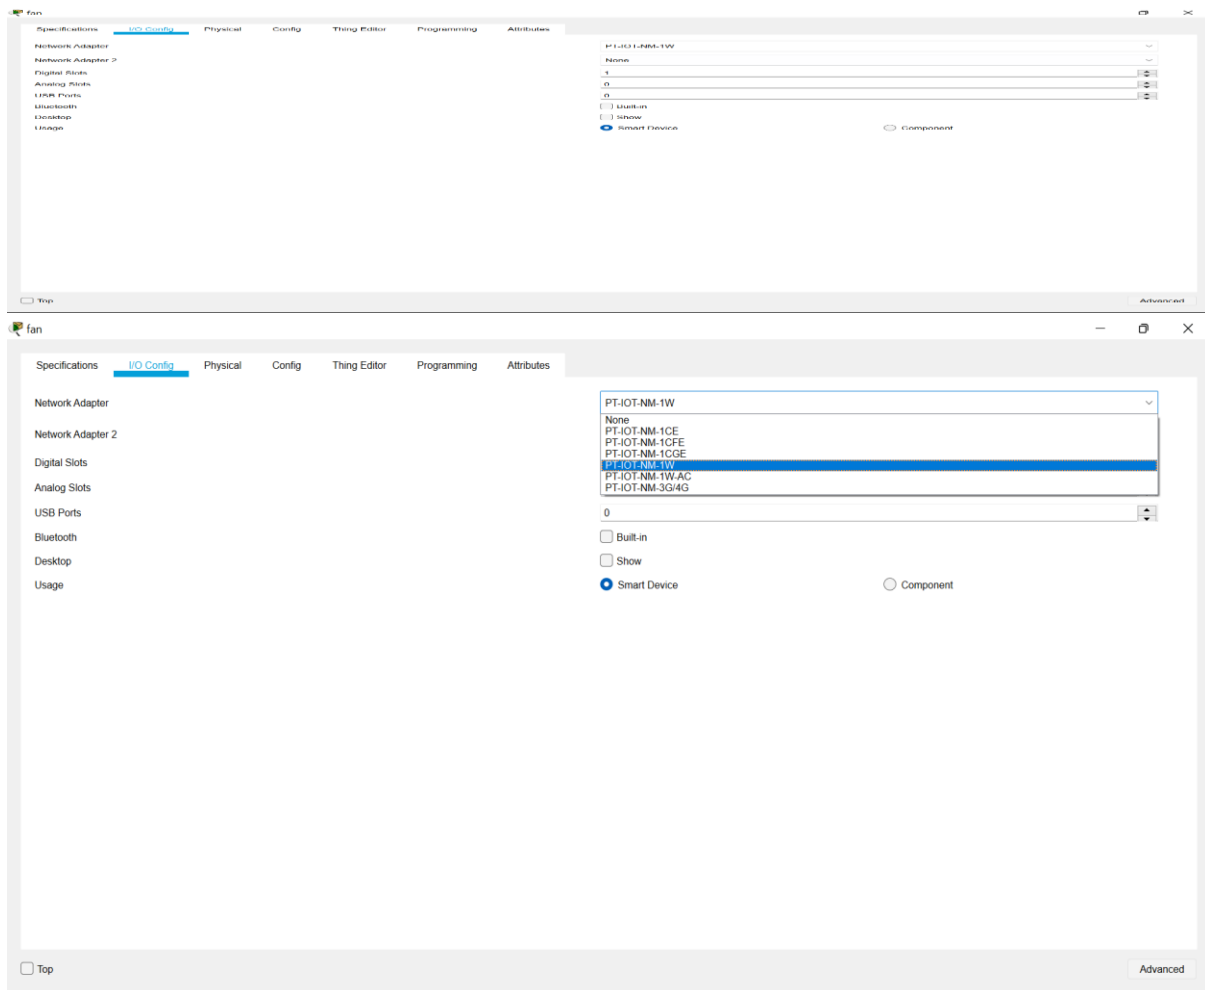 fan
Specifications I/O Config Physical Config Thing Editor Programming Attributes
Network Adapter PT-IOT-NM-1W
Network Adapter 2 None
Digital Slots 1
Analog Slots 0
USB Ports 0
Bluetooth Built-in
Desktop Show
Usage Smart Device Component
Top Advanced
fan
Specifications I/O Config Physical Config Thing Editor Programming Attributes
Network Adapter PT-IOT-NM-1W
None
PT-IOT-NM-1CE
Network Adapter 2 PT-IOT-NM-1CFE
PT-IOT-NM-1CGE
Digital Slots PT-IOT-NM-1W
PT-IOT-NM-1W-AC
Analog Slots PT-IOT-NM-3G/4G
USB Ports 0
Bluetooth Built-in
Desktop Show
Usage Smart Device Component
Top Advanced